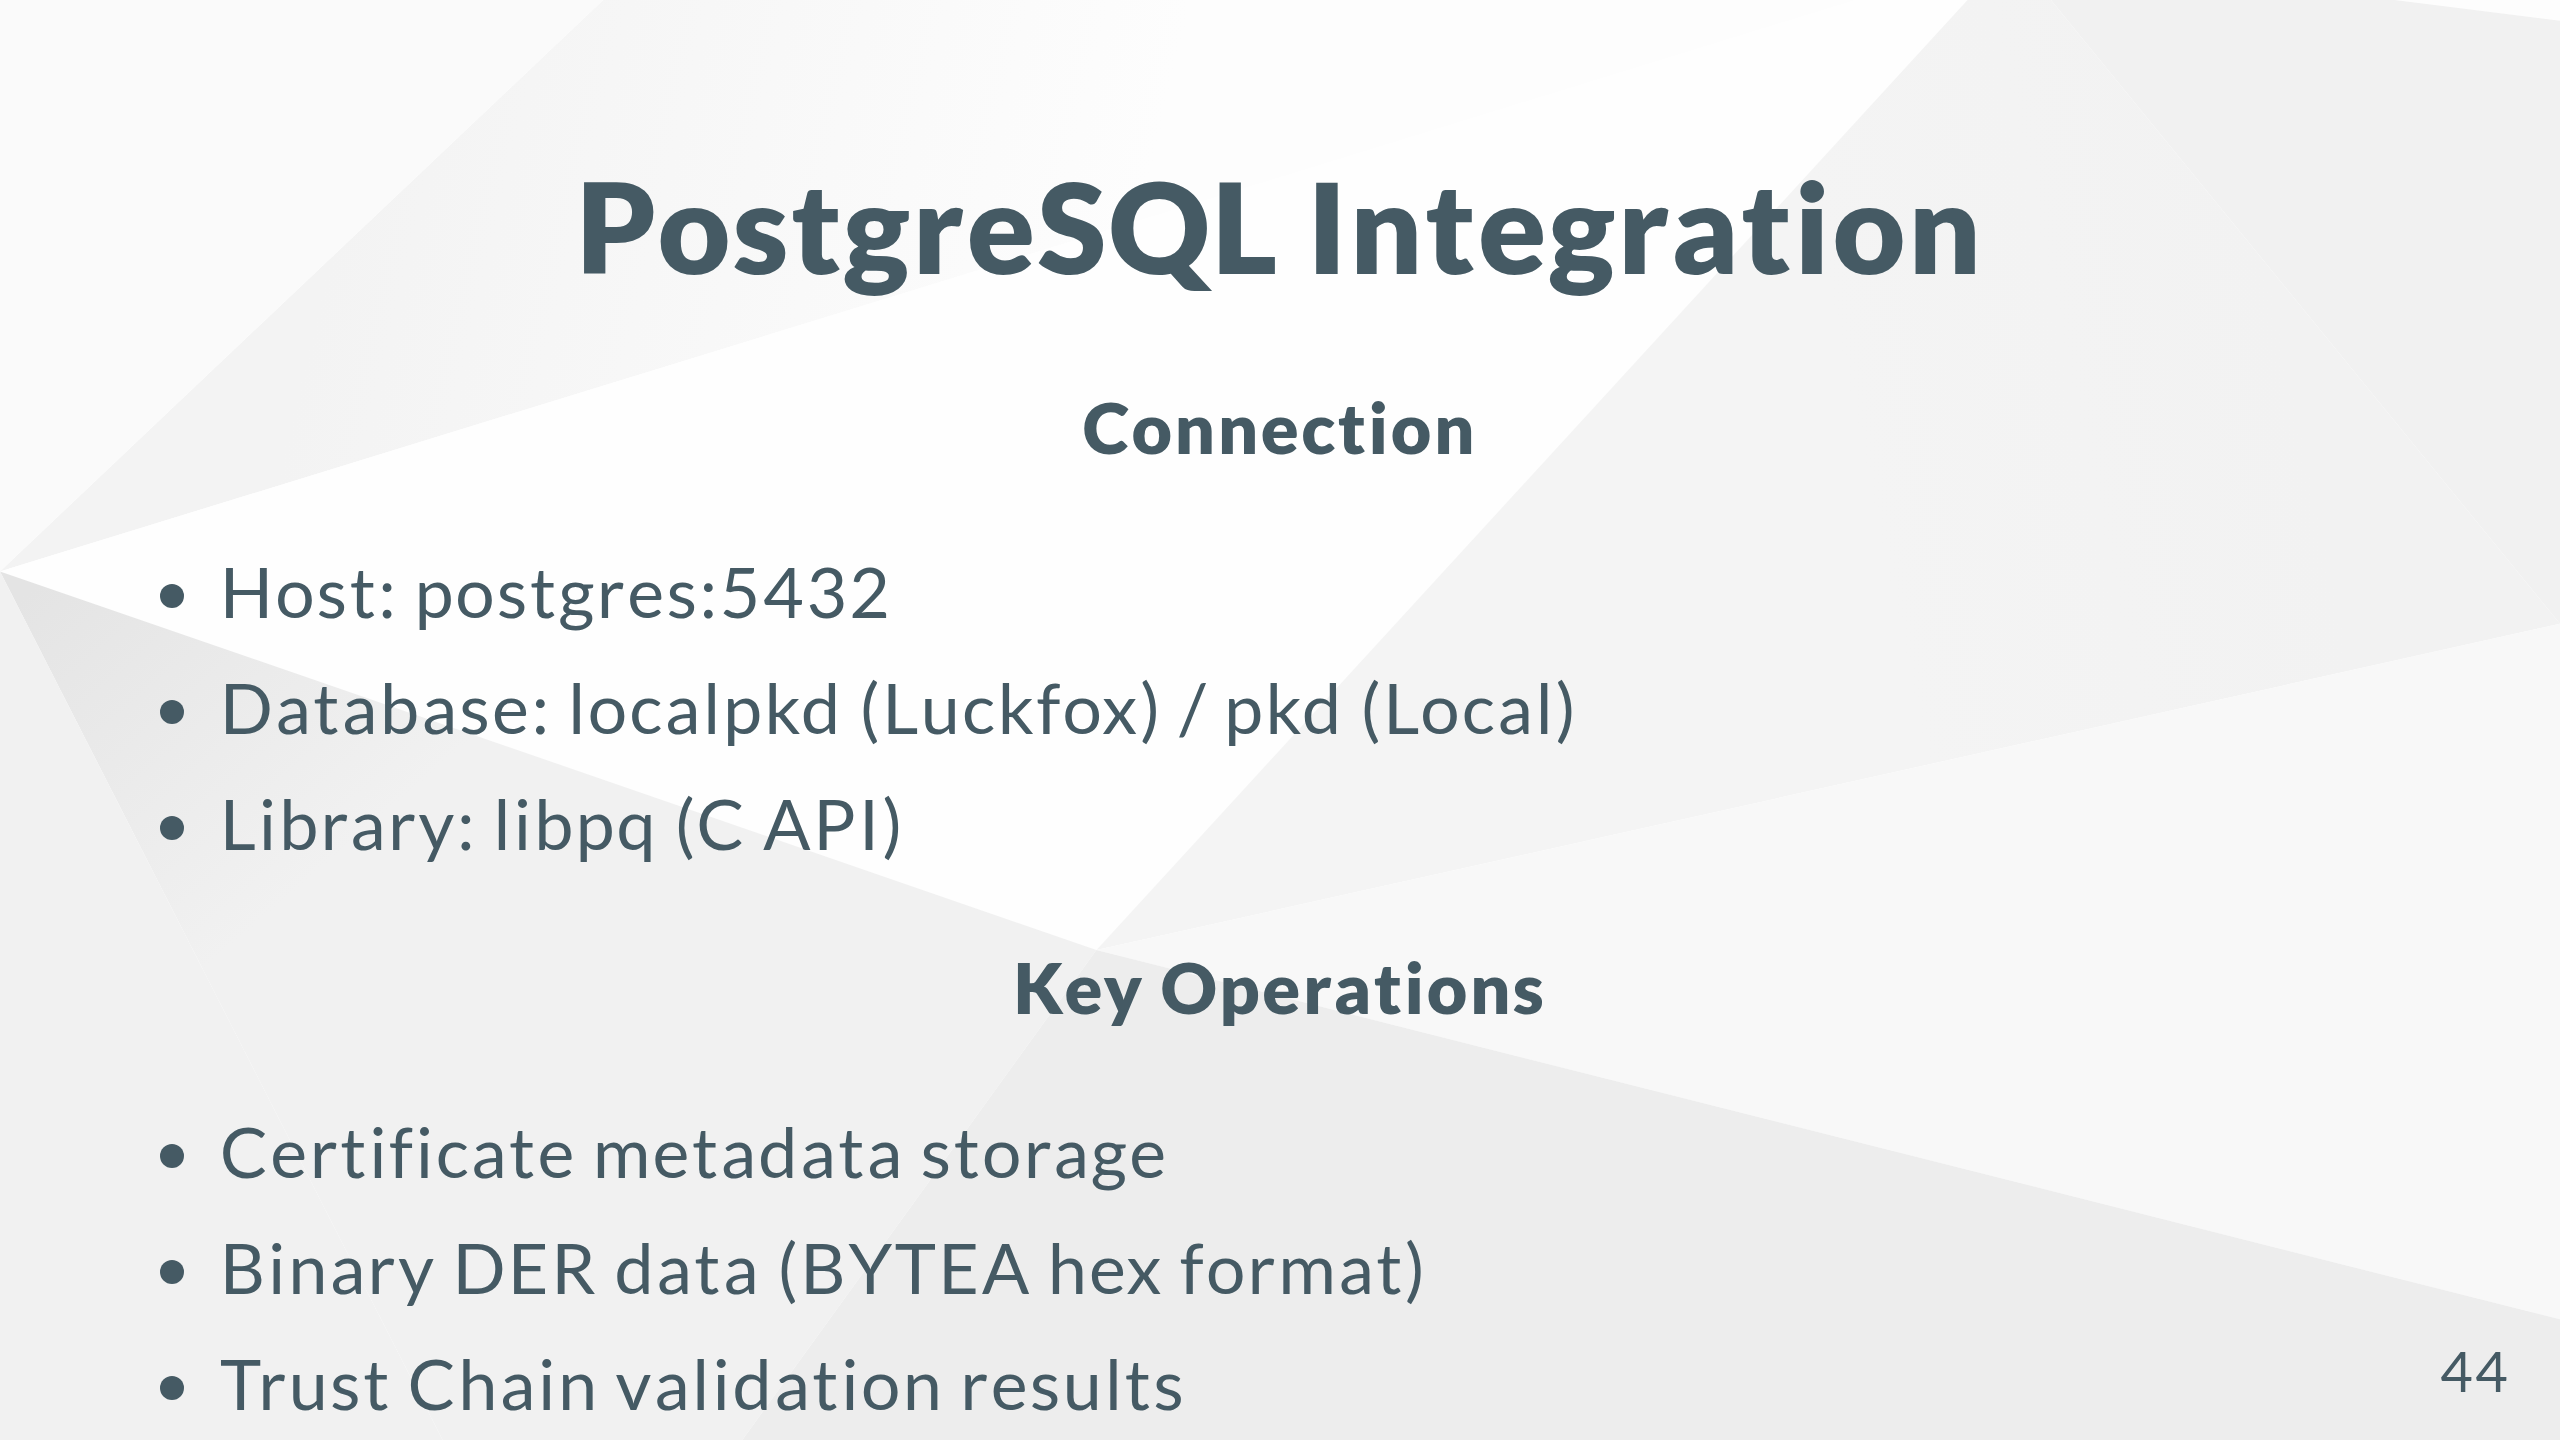 PostgreSQL Integration
Connection
• Host: postgres:5432
• Database: localpkd (Luckfox) / pkd (Local)
• Library: libpq (C API)
Key Operations
• Certificate metadata storage
• Binary DER data (BYTEA hex format)
• Trust Chain validation results
44